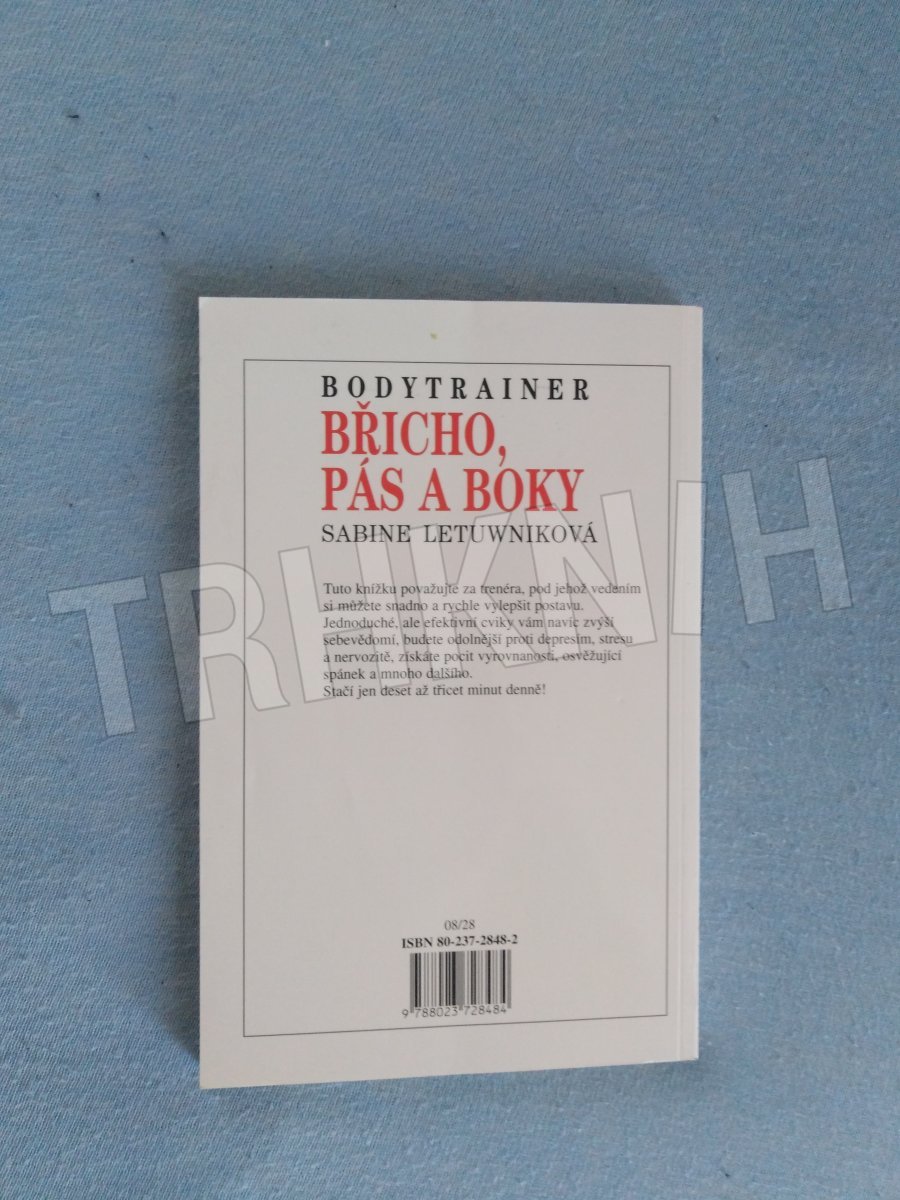 BODYTRAINER
BŘICHO,
PÁS A BOKY
SABINE LETUWNIKOVÁ
Tuto knížku považujte za trenéra, pod jehož vedením
si můžete snadno a rychle vylepšit postavu.
Jednoduché, ale efektivní cviky vám navíc zvýší
sebevědomí, budete odolnější proti depresím, stresu
a nervozitě, získáte pocit vyrovnanosti, osvěžující
spánek a mnoho dalšího.
Stačí jen deset až třicet minut denně!
08/28
ISBN 80-237-2848-2
9 788023 728484
TRHKNIH